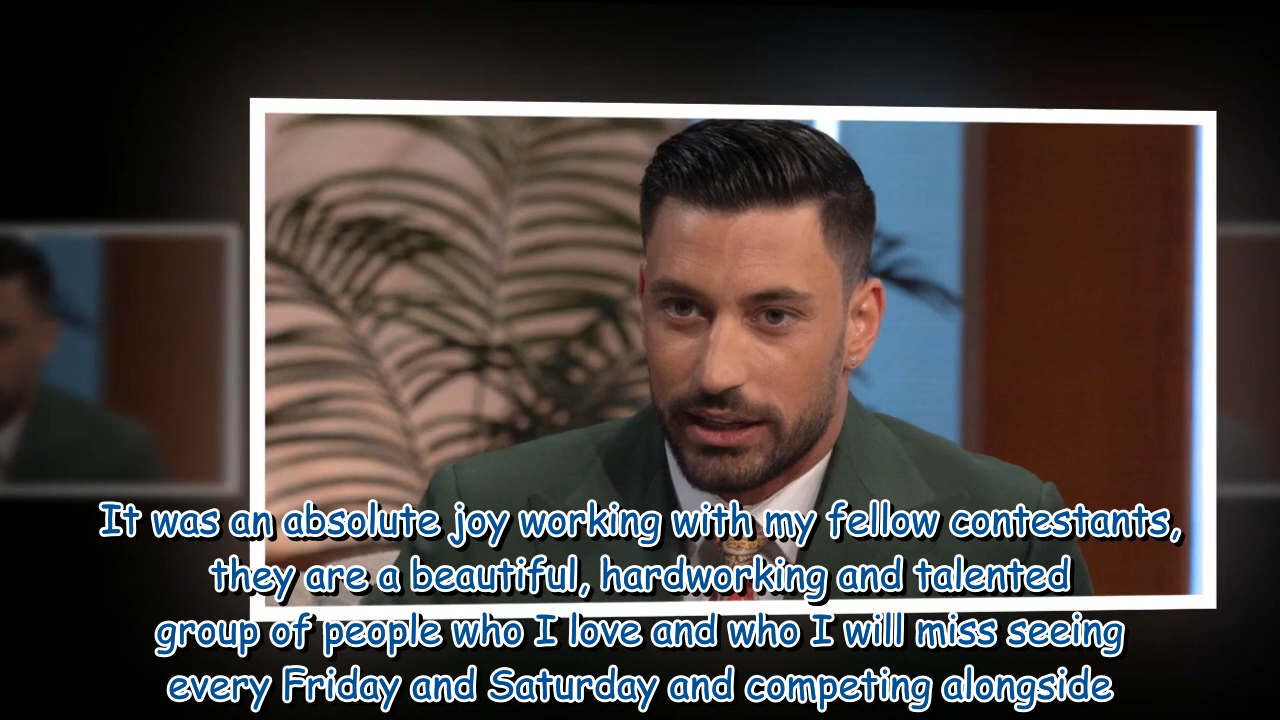 It was an absolute joy working with my fellow contestants,
they are a beautiful, hardworking and talented
group of people who I love and who I will miss seeing
every Friday and Saturday and competing alongside